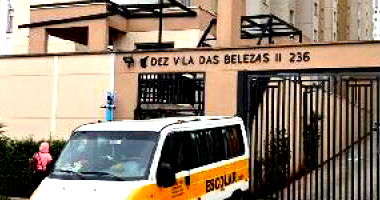 DEZ VILA DAS BELEZAS II 236
ESCOLAR